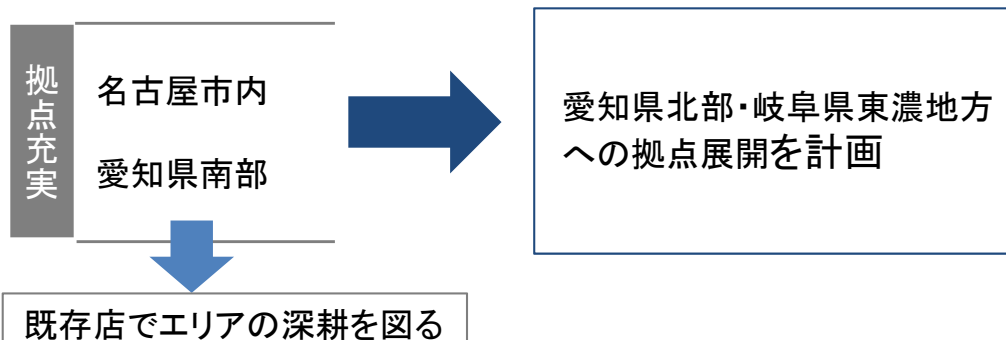 拠点充実
名古屋市内
愛知県南部
愛知県北部・岐阜県東濃地方
への拠点展開を計画
既存店でエリアの深耕を図る